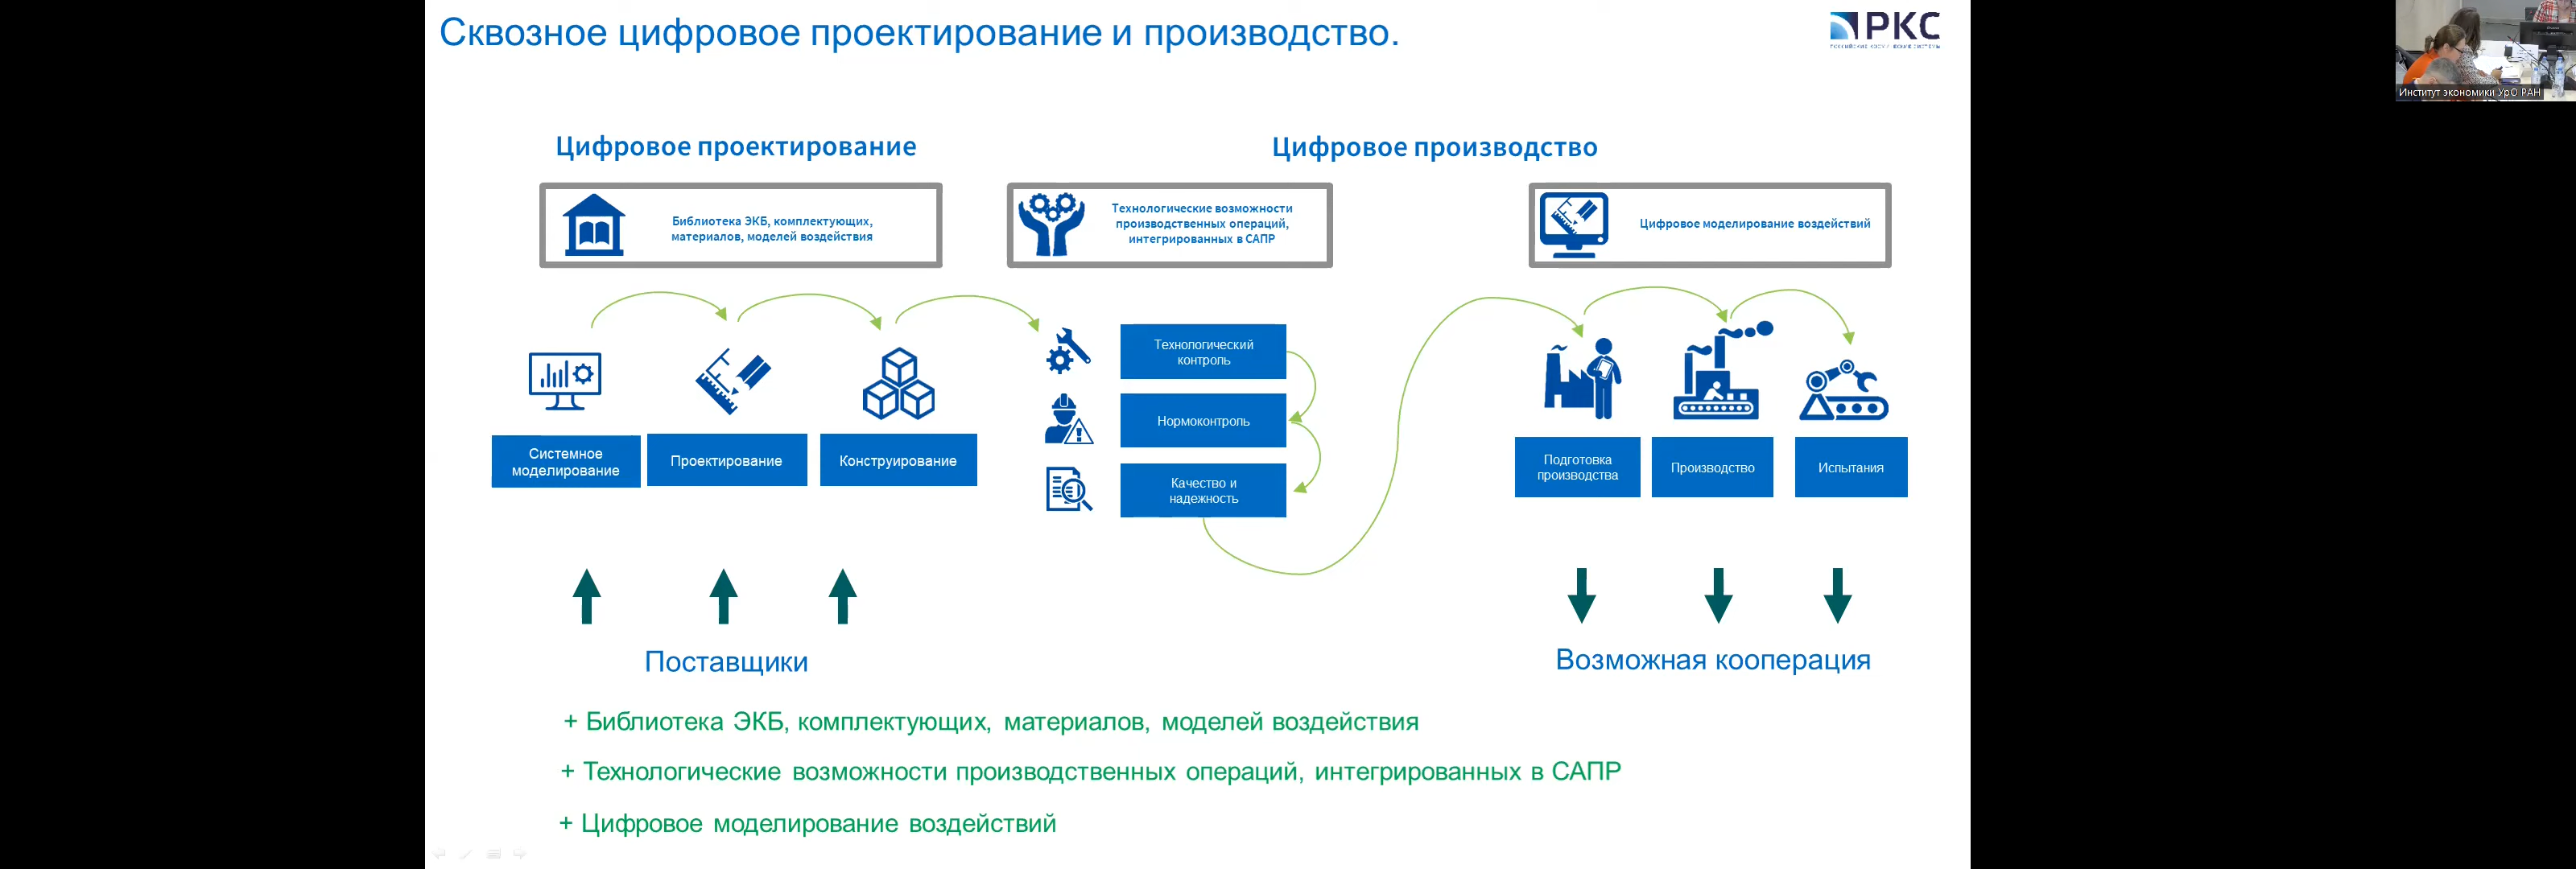 Сквозное цифровое проектирование и производство.
РКС
РОССИЙСКИЕ КОСМИЧЕСКИЕ СИСТЕМЫ
Институт экономики УрО РАН
Цифровое проектирование
Цифровое производство
Библиотека ЭКБ, комплектующих,
материалов, моделей воздействия
Технологические возможности
производственных операций,
интегрированных в САПР
Цифровое моделирование воздействий
Системное
моделирование
Проектирование
Конструирование
Технологический
контроль
Нормоконтроль
Качество и
надежность
Подготовка
производства
Производство
Испытания
Поставщики
Возможная кооперация
+ Библиотека ЭКБ, комплектующих, материалов, моделей воздействия
+ Технологические возможности производственных операций, интегрированных в САПР
+ Цифровое моделирование воздействий